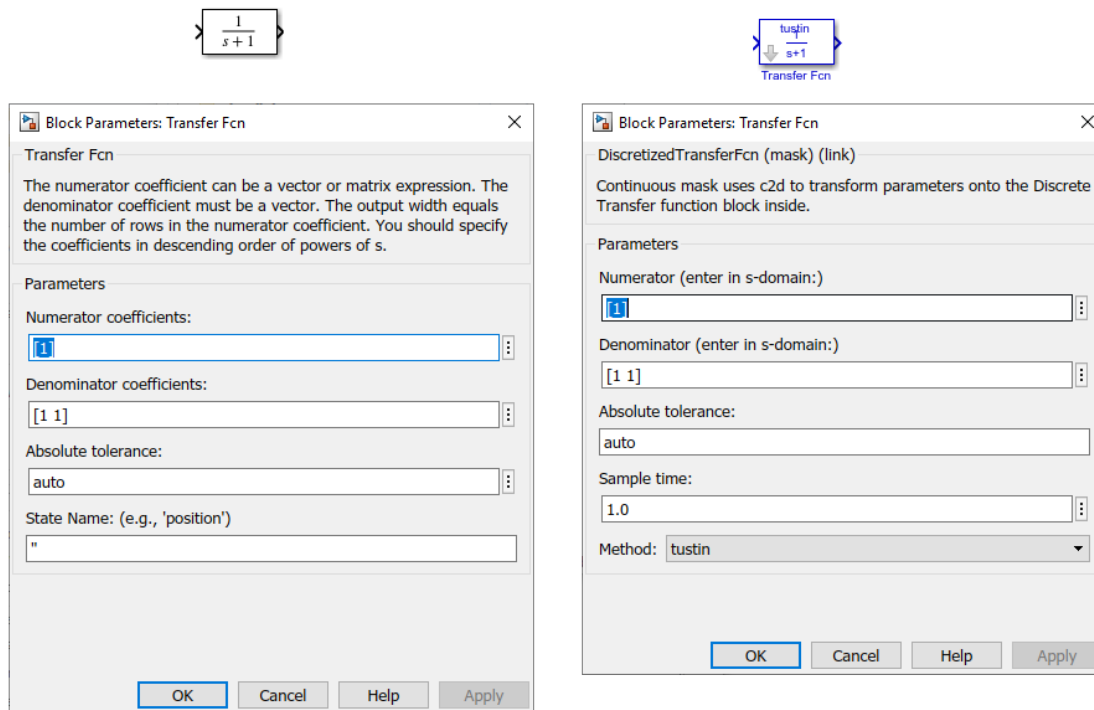 1
s + 1
tustin
1
s+1
Transfer Fcn
Block Parameters: Transfer Fcn
Transfer Fcn
The numerator coefficient can be a vector or matrix expression. The
denominator coefficient must be a vector. The output width equals
the number of rows in the numerator coefficient. You should specify
the coefficients in descending order of powers of s.
Parameters
Numerator coefficients:
[1]
Denominator coefficients:
[1 1]
Absolute tolerance:
auto
State Name: (e.g., 'position')
''
OK Cancel Help Apply
Block Parameters: Transfer Fcn
DiscretizedTransferFcn (mask) (link)
Continuous mask uses c2d to transform parameters onto the Discrete
Transfer function block inside.
Parameters
Numerator (enter in s-domain:)
[1]
Denominator (enter in s-domain:)
[1 1]
Absolute tolerance:
auto
Sample time:
1.0
Method: tustin
OK Cancel Help Apply